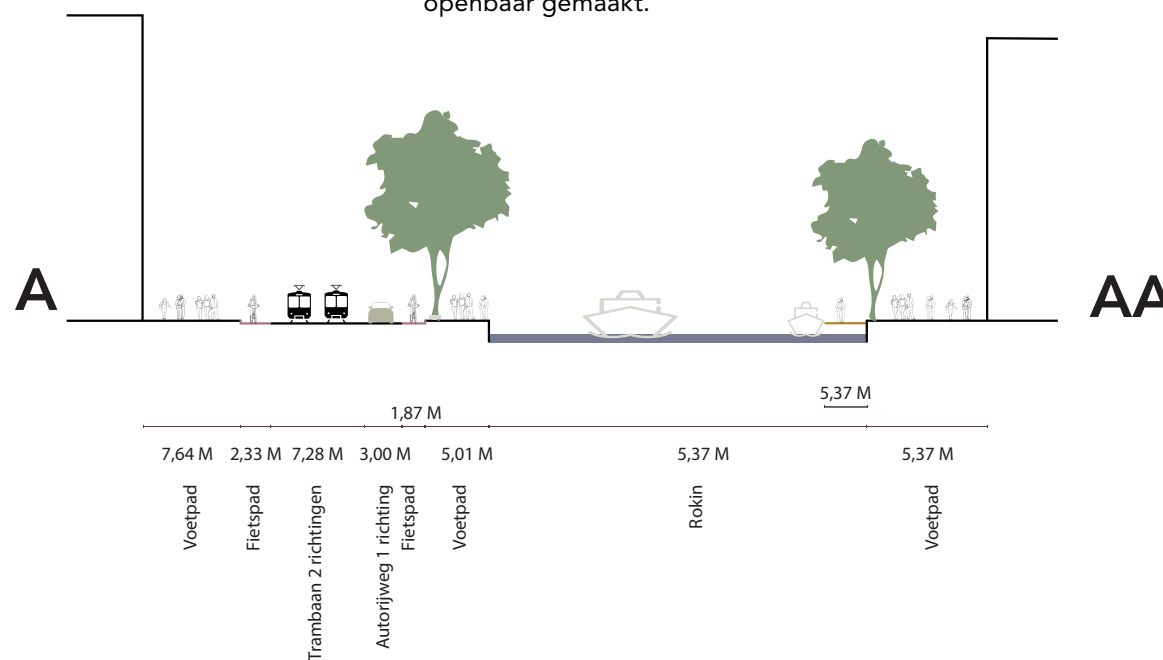 openbaar gemaakt.
A
AA
5,37 M
1,87 M
7,64 M
2,33 M
7,28 M
3,00 M
5,01 M
5,37 M
5,37 M
Voetpad
Fietspad
Trambaan 2 richtingen
Autorijweg 1 richting
Fietspad
Voetpad
Rokin
Voetpad